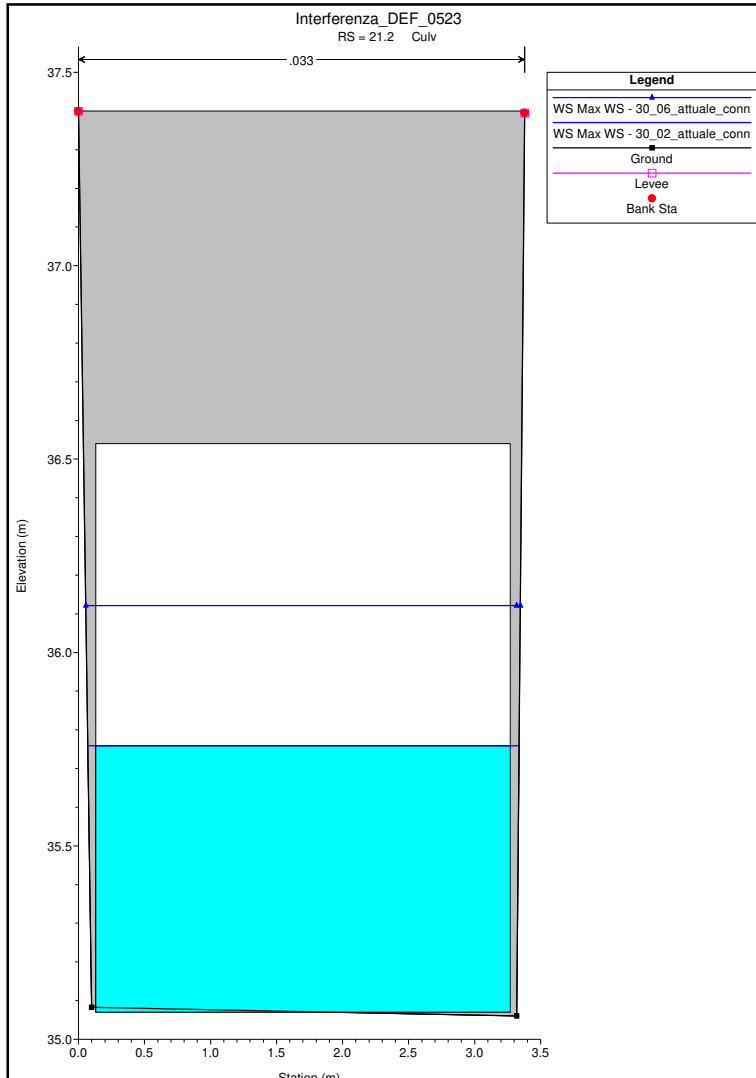 Interferenza_DEF_0523
RS = 21.2 Culv
.033
37.5
37.0
36.5
36.0
35.5
35.0
Elevation (m)
0.0 0.5 1.0 1.5 2.0 2.5 3.0 3.5
Station (m)
Legend
WS Max WS - 30_06_attuale_conn
WS Max WS - 30_02_attuale_conn
Ground
Levee
Bank Sta